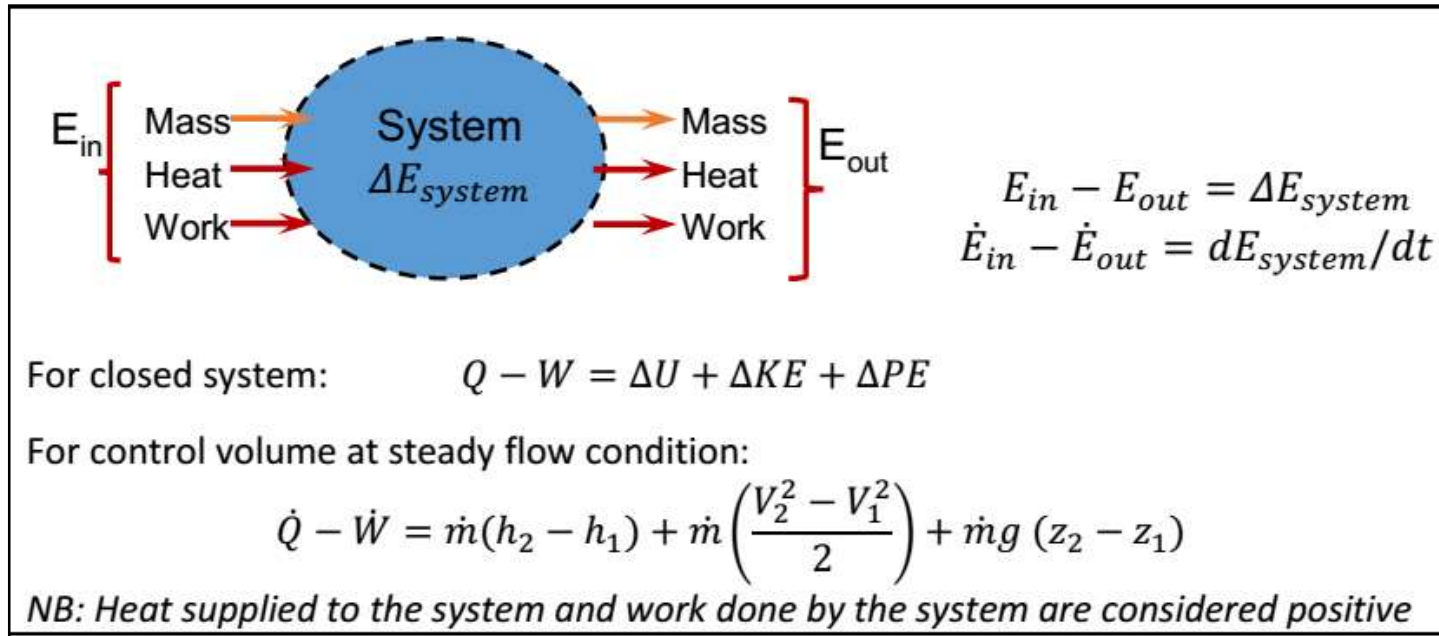 E_in
Mass
Heat
Work
System
ΔE_system
Mass
Heat
Work
E_out
E_in − E_out = ΔE_system
Ė_in − Ė_out = dE_system/dt
For closed system: Q − W = ΔU + ΔKE + ΔPE
For control volume at steady flow condition:
Q̇ − Ẇ = ṁ(h₂ − h₁) + ṁ((V₂² − V₁²)/2) + ṁg (z₂ − z₁)
NB: Heat supplied to the system and work done by the system are considered positive